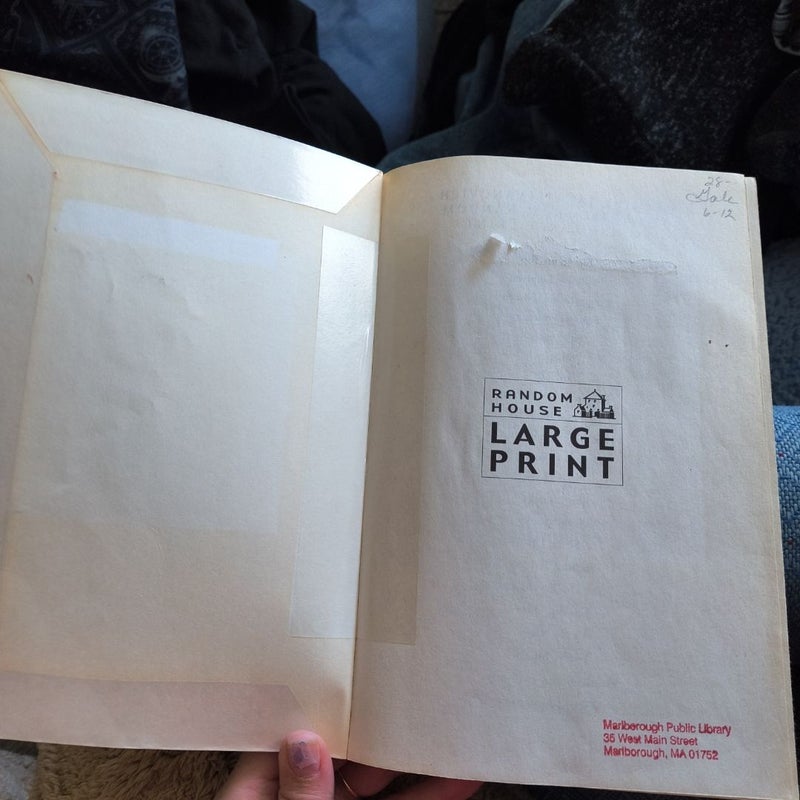 28-
Gale
6-12
RANDOM
HOUSE
LARGE
PRINT
Marlborough Public Library
35 West Main Street
Marlborough, MA 01752